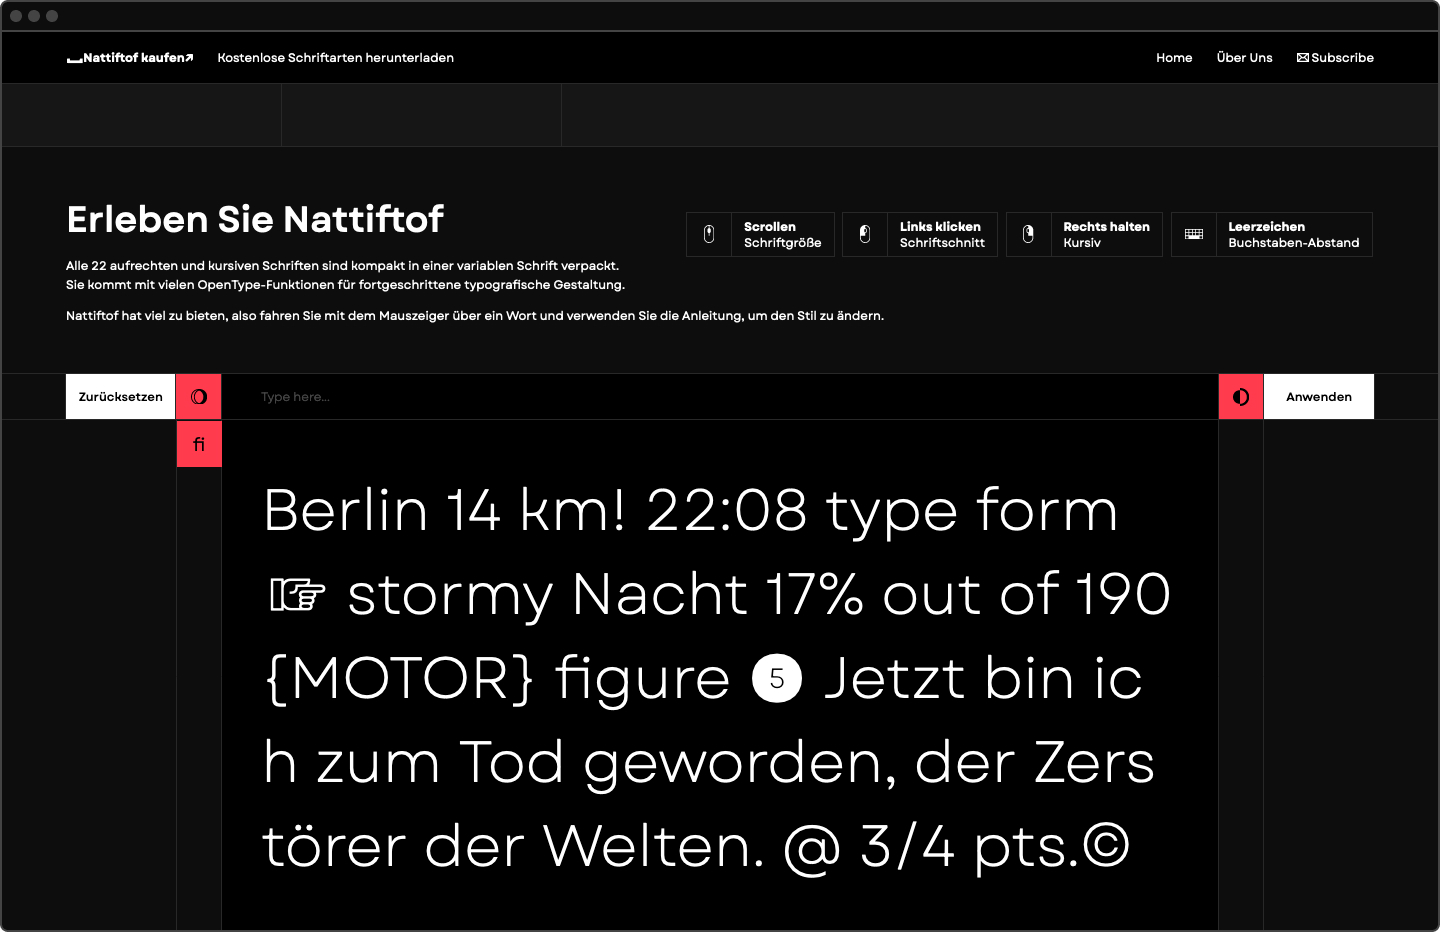 Nattiftof kaufen↗ Kostenlose Schriftarten herunterladen Home Über Uns Subscribe
Erleben Sie Nattiftof
Alle 22 aufrechten und kursiven Schriften sind kompakt in einer variablen Schrift verpackt.
Sie kommt mit vielen OpenType-Funktionen für fortgeschrittene typografische Gestaltung.
Nattiftof hat viel zu bieten, also fahren Sie mit dem Mauszeiger über ein Wort und verwenden Sie die Anleitung, um den Stil zu ändern.
Scrollen
Schriftgröße
Links klicken
Schriftschnitt
Rechts halten
Kursiv
Leerzeichen
Buchstaben-Abstand
Zurücksetzen O Type here... Anwenden
fi
Berlin 14 km! 22:08 type form
☞ stormy Nacht 17% out of 190
{MOTOR} figure ❺ Jetzt bin ic
h zum Tod geworden, der Zers
törer der Welten. @ 3/4 pts.©